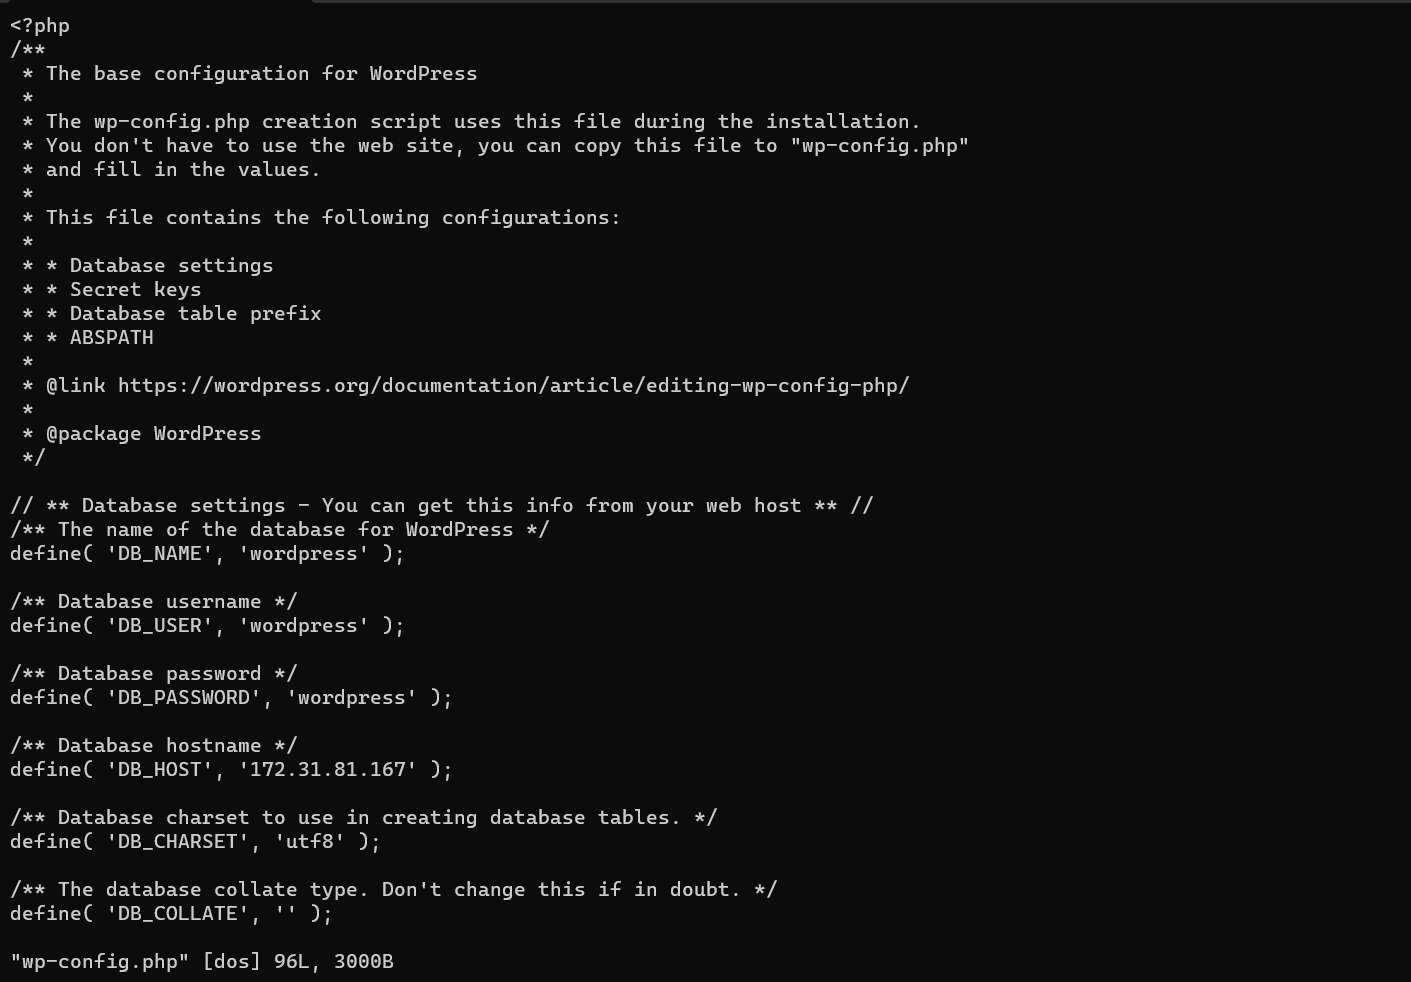 <?php
/**
 * The base configuration for WordPress
 *
 * The wp-config.php creation script uses this file during the installation.
 * You don't have to use the web site, you can copy this file to "wp-config.php"
 * and fill in the values.
 *
 * This file contains the following configurations:
 *
 * * Database settings
 * * Secret keys
 * * Database table prefix
 * * ABSPATH
 *
 * @link https://wordpress.org/documentation/article/editing-wp-config-php/
 *
 * @package WordPress
 */

// ** Database settings - You can get this info from your web host ** //
/** The name of the database for WordPress */
define( 'DB_NAME', 'wordpress' );

/** Database username */
define( 'DB_USER', 'wordpress' );

/** Database password */
define( 'DB_PASSWORD', 'wordpress' );

/** Database hostname */
define( 'DB_HOST', '172.31.81.167' );

/** Database charset to use in creating database tables. */
define( 'DB_CHARSET', 'utf8' );

/** The database collate type. Don't change this if in doubt. */
define( 'DB_COLLATE', '' );

"wp-config.php" [dos] 96L, 3000B